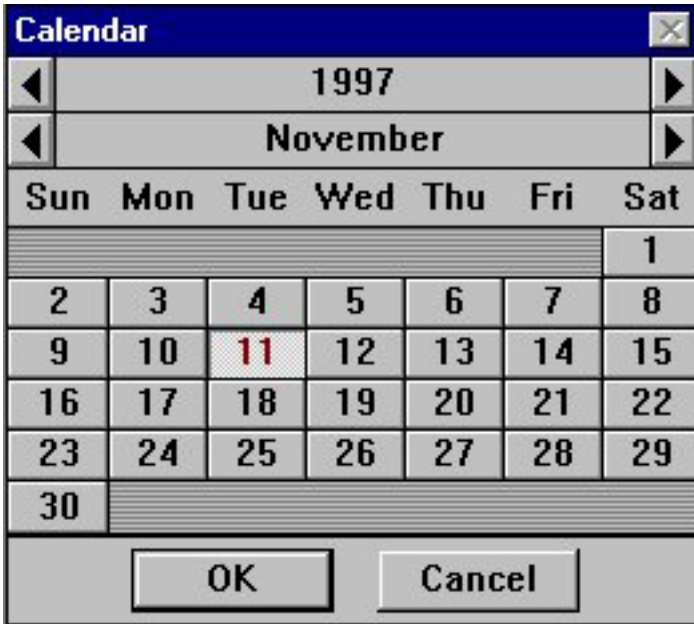 Calendar
1997
November
Sun Mon Tue Wed Thu Fri Sat
1
2 3 4 5 6 7 8
9 10 11 12 13 14 15
16 17 18 19 20 21 22
23 24 25 26 27 28 29
30
OK Cancel